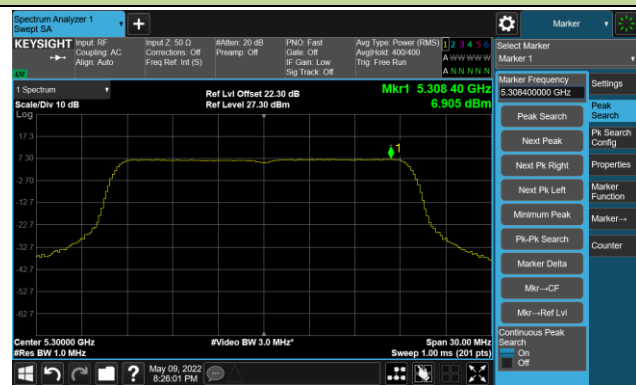 Spectrum Analyzer 1
Swept SA
Marker
KEYSIGHT
Input: RF
Coupling: AC
Align: Auto
Input Z: 50 Ω
Corrections: Off
Freq Ref: Int (S)
#Atten: 20 dB
Preamp: Off
PNO: Fast
Gate: Off
IF Gain: Low
Sig Track: Off
Avg Type: Power (RMS)
Avg|Hold: 400/400
Trig: Free Run
1 2 3 4 5 6
A W W W W W
A N N N N N
Select Marker
Marker 1
1 Spectrum
Scale/Div 10 dB
Log
Ref Lvl Offset 22.30 dB
Ref Level 27.30 dBm
Mkr1 5.308 40 GHz
6.905 dBm
17.3
7.30
-2.70
-12.7
-22.7
-32.7
-42.7
-52.7
-62.7
1
Center 5.30000 GHz
#Res BW 1.0 MHz
#Video BW 3.0 MHz*
Span 30.00 MHz
Sweep 1.00 ms (201 pts)
Marker Frequency
5.308400000 GHz
Peak Search
Next Peak
Next Pk Right
Next Pk Left
Minimum Peak
Pk-Pk Search
Marker Delta
Mkr→CF
Mkr→Ref Lvl
Continuous Peak
Search
On
Off
Settings
Peak
Search
Pk Search
Config
Properties
Marker
Function
Marker→
Counter
May 09, 2022
8:26:01 PM